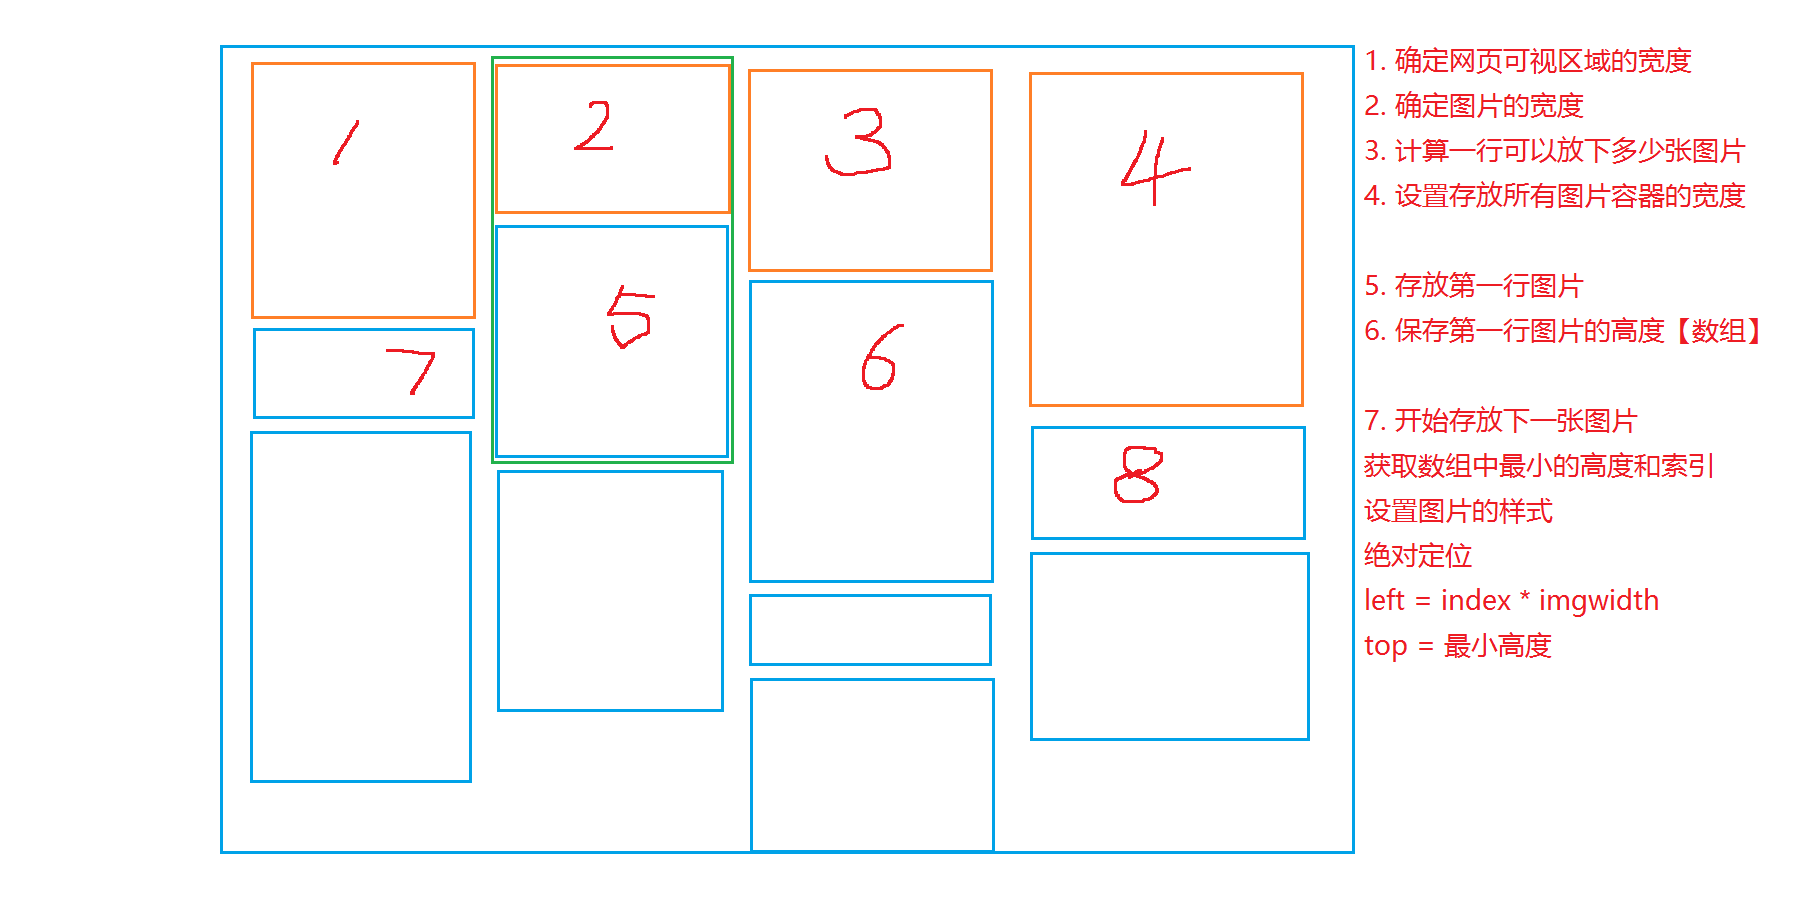 1
2
3
4
5
6
7
8
1. 确定网页可视区域的宽度
2. 确定图片的宽度
3. 计算一行可以放下多少张图片
4. 设置存放所有图片容器的宽度
5. 存放第一行图片
6. 保存第一行图片的高度【数组】
7. 开始存放下一张图片
获取数组中最小的高度和索引
设置图片的样式
绝对定位
left = index * imgwidth
top = 最小高度